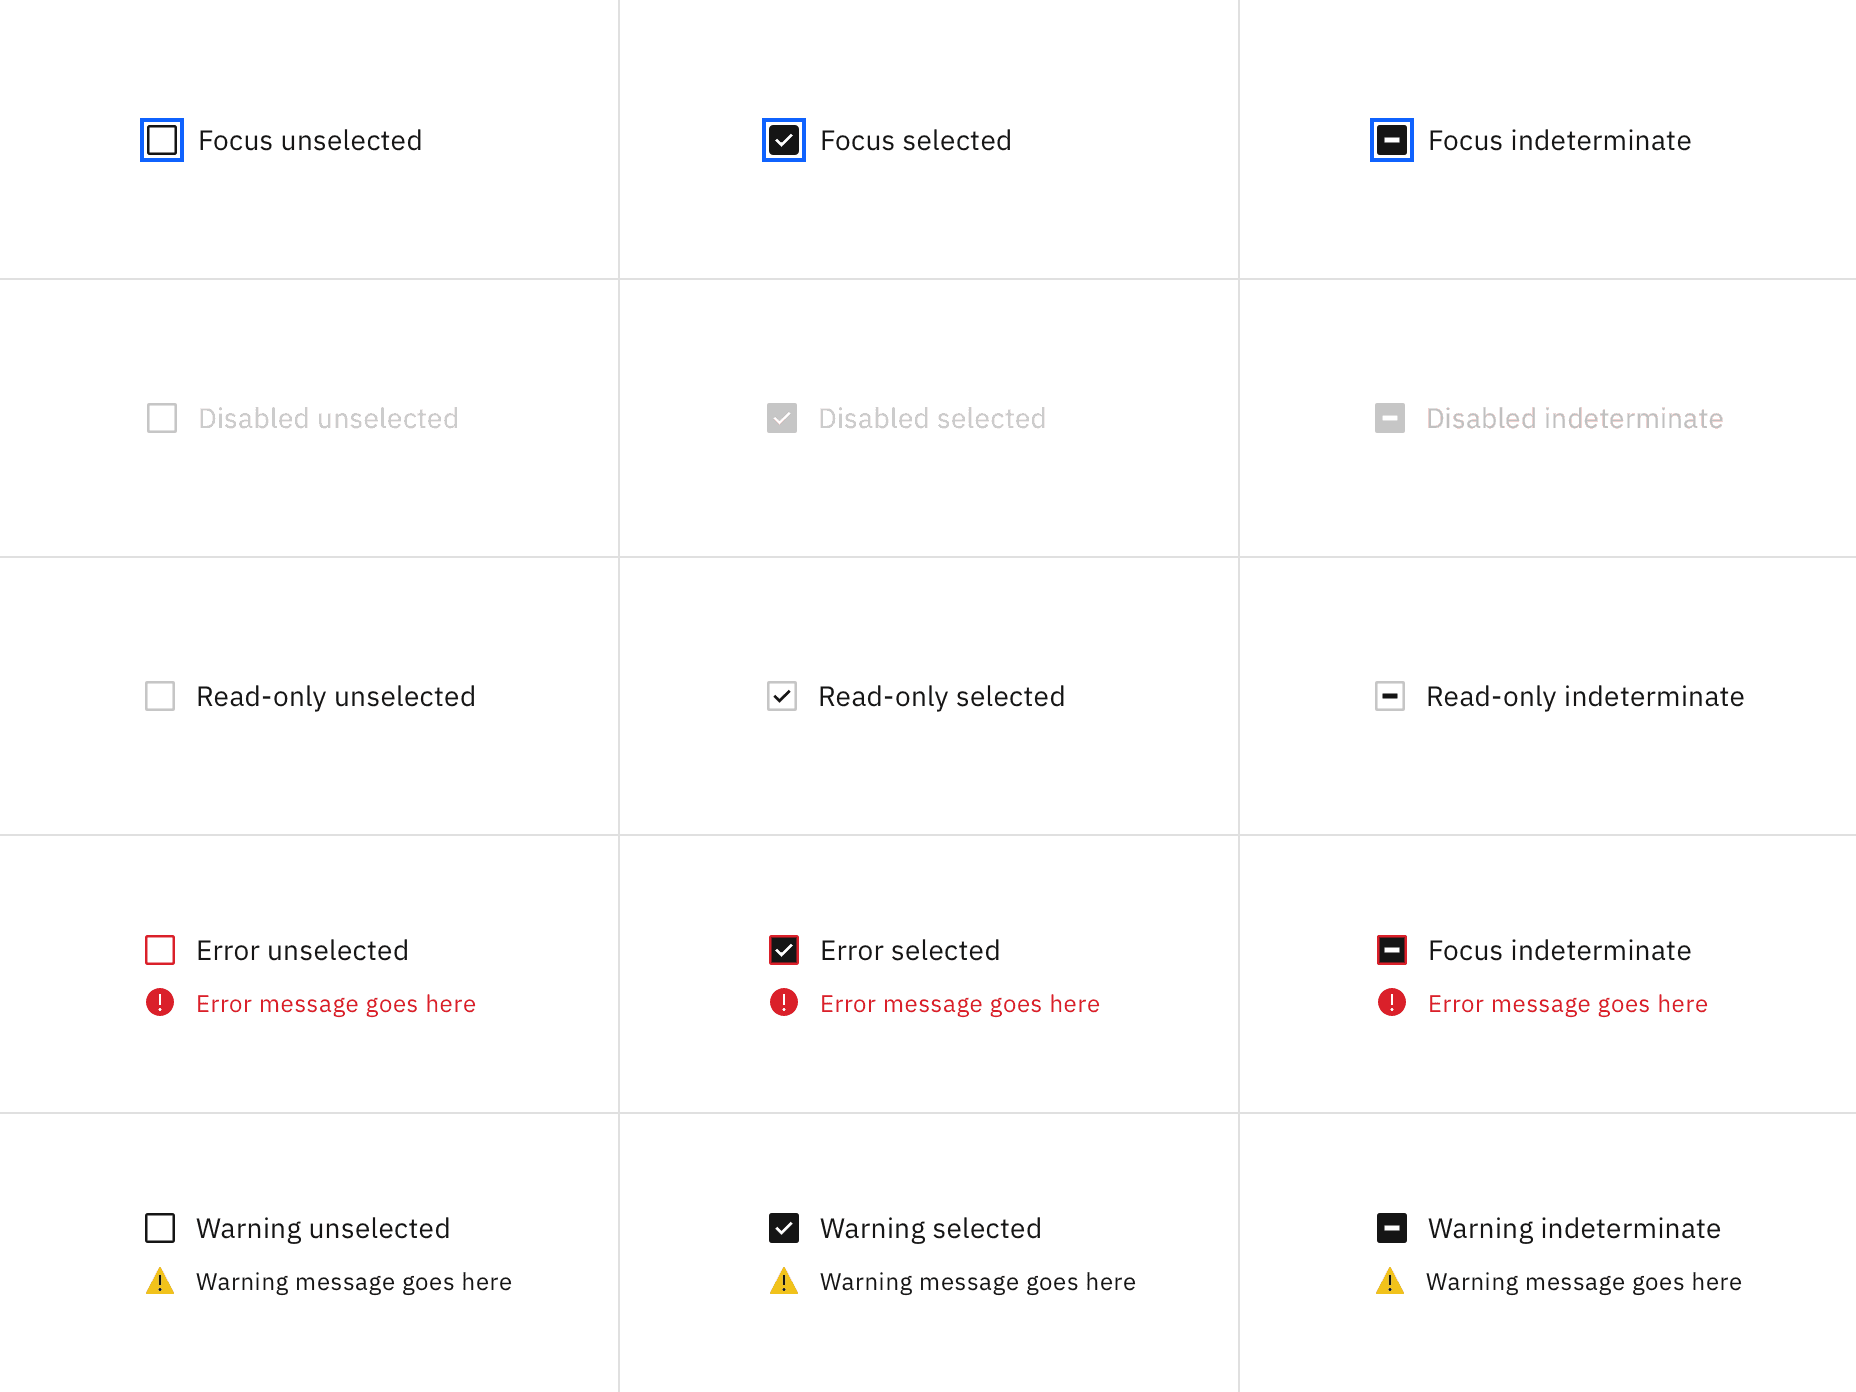 Focus unselected
Focus selected
Focus indeterminate
Disabled unselected
Disabled selected
Disabled indeterminate
Read-only unselected
Read-only selected
Read-only indeterminate
Error unselected
Error message goes here
Error selected
Error message goes here
Focus indeterminate
Error message goes here
Warning unselected
Warning message goes here
Warning selected
Warning message goes here
Warning indeterminate
Warning message goes here